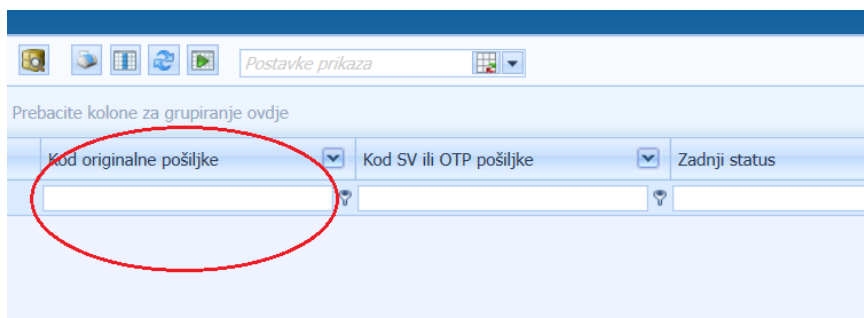 Postavke prikaza
Prebacite kolone za grupiranje ovdje
Kod originalne pošiljke
Kod SV ili OTP pošiljke
Zadnji status